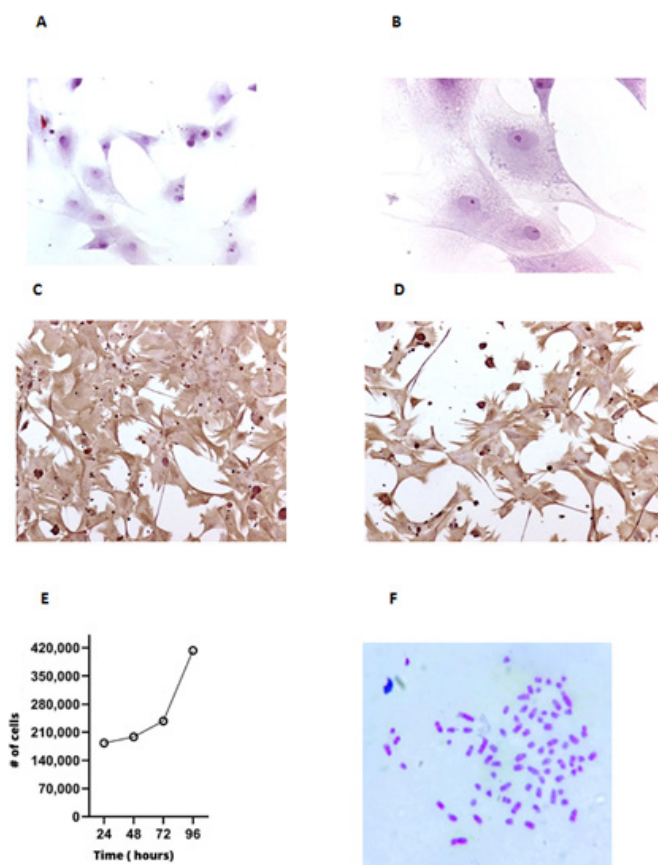 A
B
C
D
E
F
420,000
350,000
280,000
210,000
140,000
70,000
0
# of cells
24 48 72 96
Time ( hours)